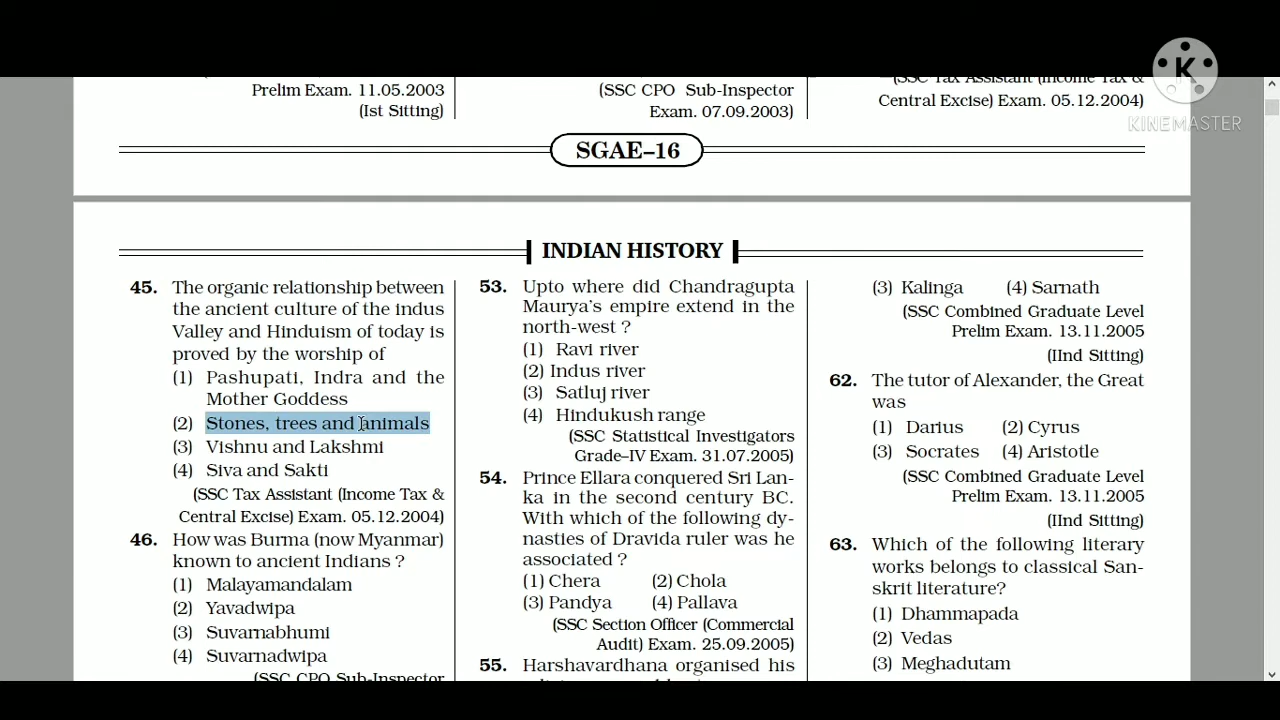 Prelim Exam. 11.05.2003
(Ist Sitting)
(SSC CPO Sub-Inspector
Exam. 07.09.2003)
(SSC Tax Assistant (Income Tax &
Central Excise) Exam. 05.12.2004)
K
KINEMASTER
SGAE–16
INDIAN HISTORY
45. The organic relationship between
the ancient culture of the indus
Valley and Hinduism of today is
proved by the worship of
(1) Pashupati, Indra and the
Mother Goddess
(2) Stones, trees and animals
(3) Vishnu and Lakshmi
(4) Siva and Sakti
(SSC Tax Assistant (Income Tax &
Central Excise) Exam. 05.12.2004)
46. How was Burma (now Myanmar)
known to ancient Indians ?
(1) Malayamandalam
(2) Yavadwipa
(3) Suvarnabhumi
(4) Suvarnadwipa
(SSC CPO Sub-Inspector
53. Upto where did Chandragupta
Maurya's empire extend in the
north-west ?
(1) Ravi river
(2) Indus river
(3) Satluj river
(4) Hindukush range
(SSC Statistical Investigators
Grade–IV Exam. 31.07.2005)
54. Prince Ellara conquered Sri Lan-
ka in the second century BC.
With which of the following dy-
nasties of Dravida ruler was he
associated ?
(1) Chera (2) Chola
(3) Pandya (4) Pallava
(SSC Section Officer (Commercial
Audit) Exam. 25.09.2005)
55. Harshavardhana organised his
(3) Kalinga (4) Sarnath
(SSC Combined Graduate Level
Prelim Exam. 13.11.2005
(IInd Sitting)
62. The tutor of Alexander, the Great
was
(1) Darius (2) Cyrus
(3) Socrates (4) Aristotle
(SSC Combined Graduate Level
Prelim Exam. 13.11.2005
(IInd Sitting)
63. Which of the following literary
works belongs to classical San-
skrit literature?
(1) Dhammapada
(2) Vedas
(3) Meghadutam